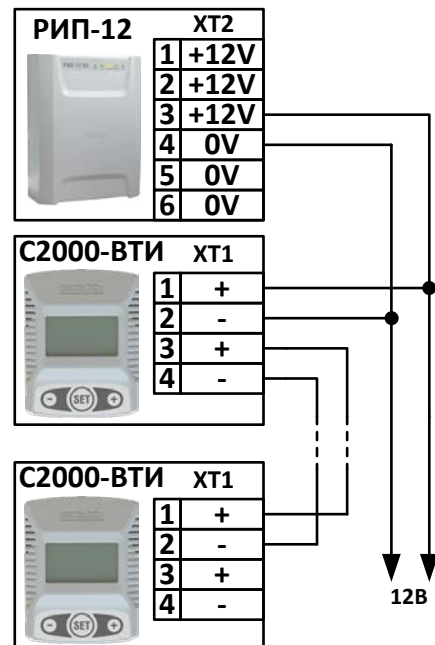 РИП-12 XT2
1 +12V
2 +12V
3 +12V
4 0V
5 0V
6 0V
С2000-ВТИ XT1
1 +
2 -
3 +
4 -
- SET +
С2000-ВТИ XT1
1 +
2 -
3 +
4 -
- SET +
12В